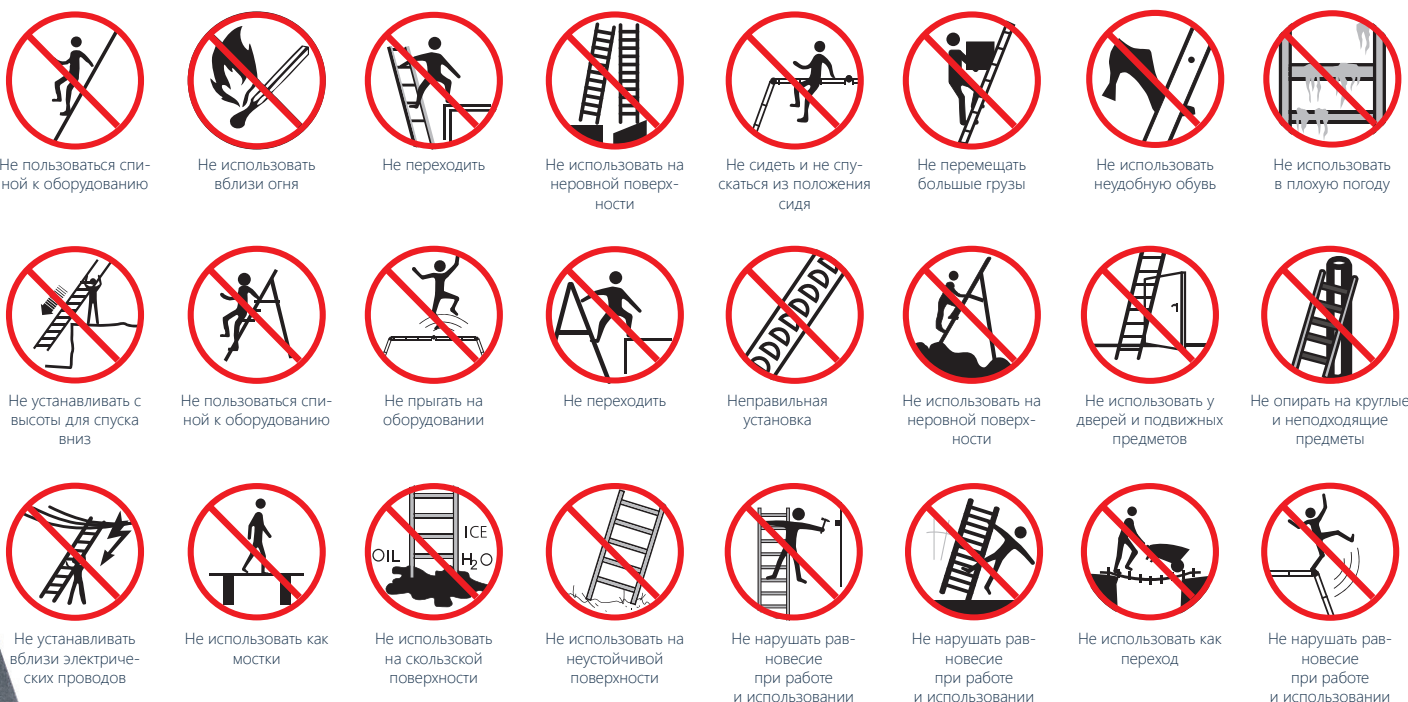 Не пользоваться спи-
ной к оборудованию
Не использовать
вблизи огня
Не переходить
Не использовать на
неровной поверх-
ности
Не сидеть и не спу-
скаться из положения
сидя
Не перемещать
большые грузы
Не использовать
неудобную обувь
Не использовать
в плохую погоду
Не устанавливать с
высоты для спуска
вниз
Не пользоваться спи-
ной к оборудованию
Не прыгать на
оборудовании
Не переходить
Неправильная
установка
Не использовать на
неровной поверх-
ности
Не использовать у
дверей и подвижных
предметов
Не опирать на круглые
и неподходящие
предметы
OIL
ICE
H2O
Не устанавливать
вблизи электриче-
ских проводов
Не использовать как
мостки
Не использовать
на скользской
поверхности
Не использовать на
неустойчивой
поверхности
Не нарушать рав-
новесие
при работе
и использовании
Не нарушать рав-
новесие
при работе
и использовании
Не использовать как
переход
Не нарушать рав-
новесие
при работе
и использовании